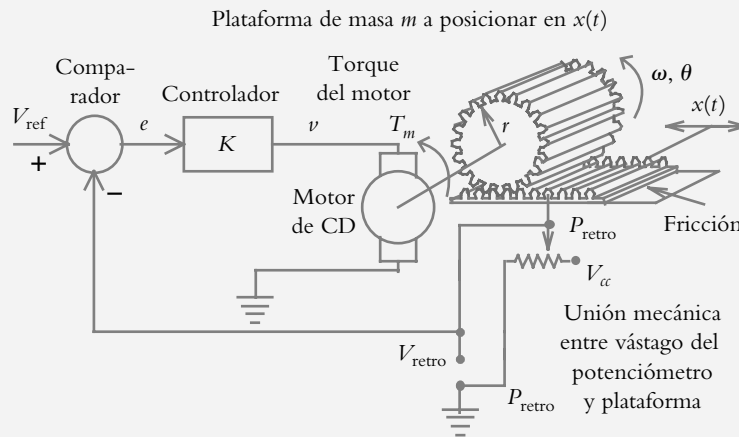 Plataforma de masa m a posicionar en x(t)
Compa-
rador
Controlador
Torque
del motor
ω, θ
x(t)
V_ref
e
K
v
T_m
r
+
−
Motor
de CD
P_retro
Fricción
V_cc
V_retro
P_retro
Unión mecánica
entre vástago del
potenciómetro
y plataforma